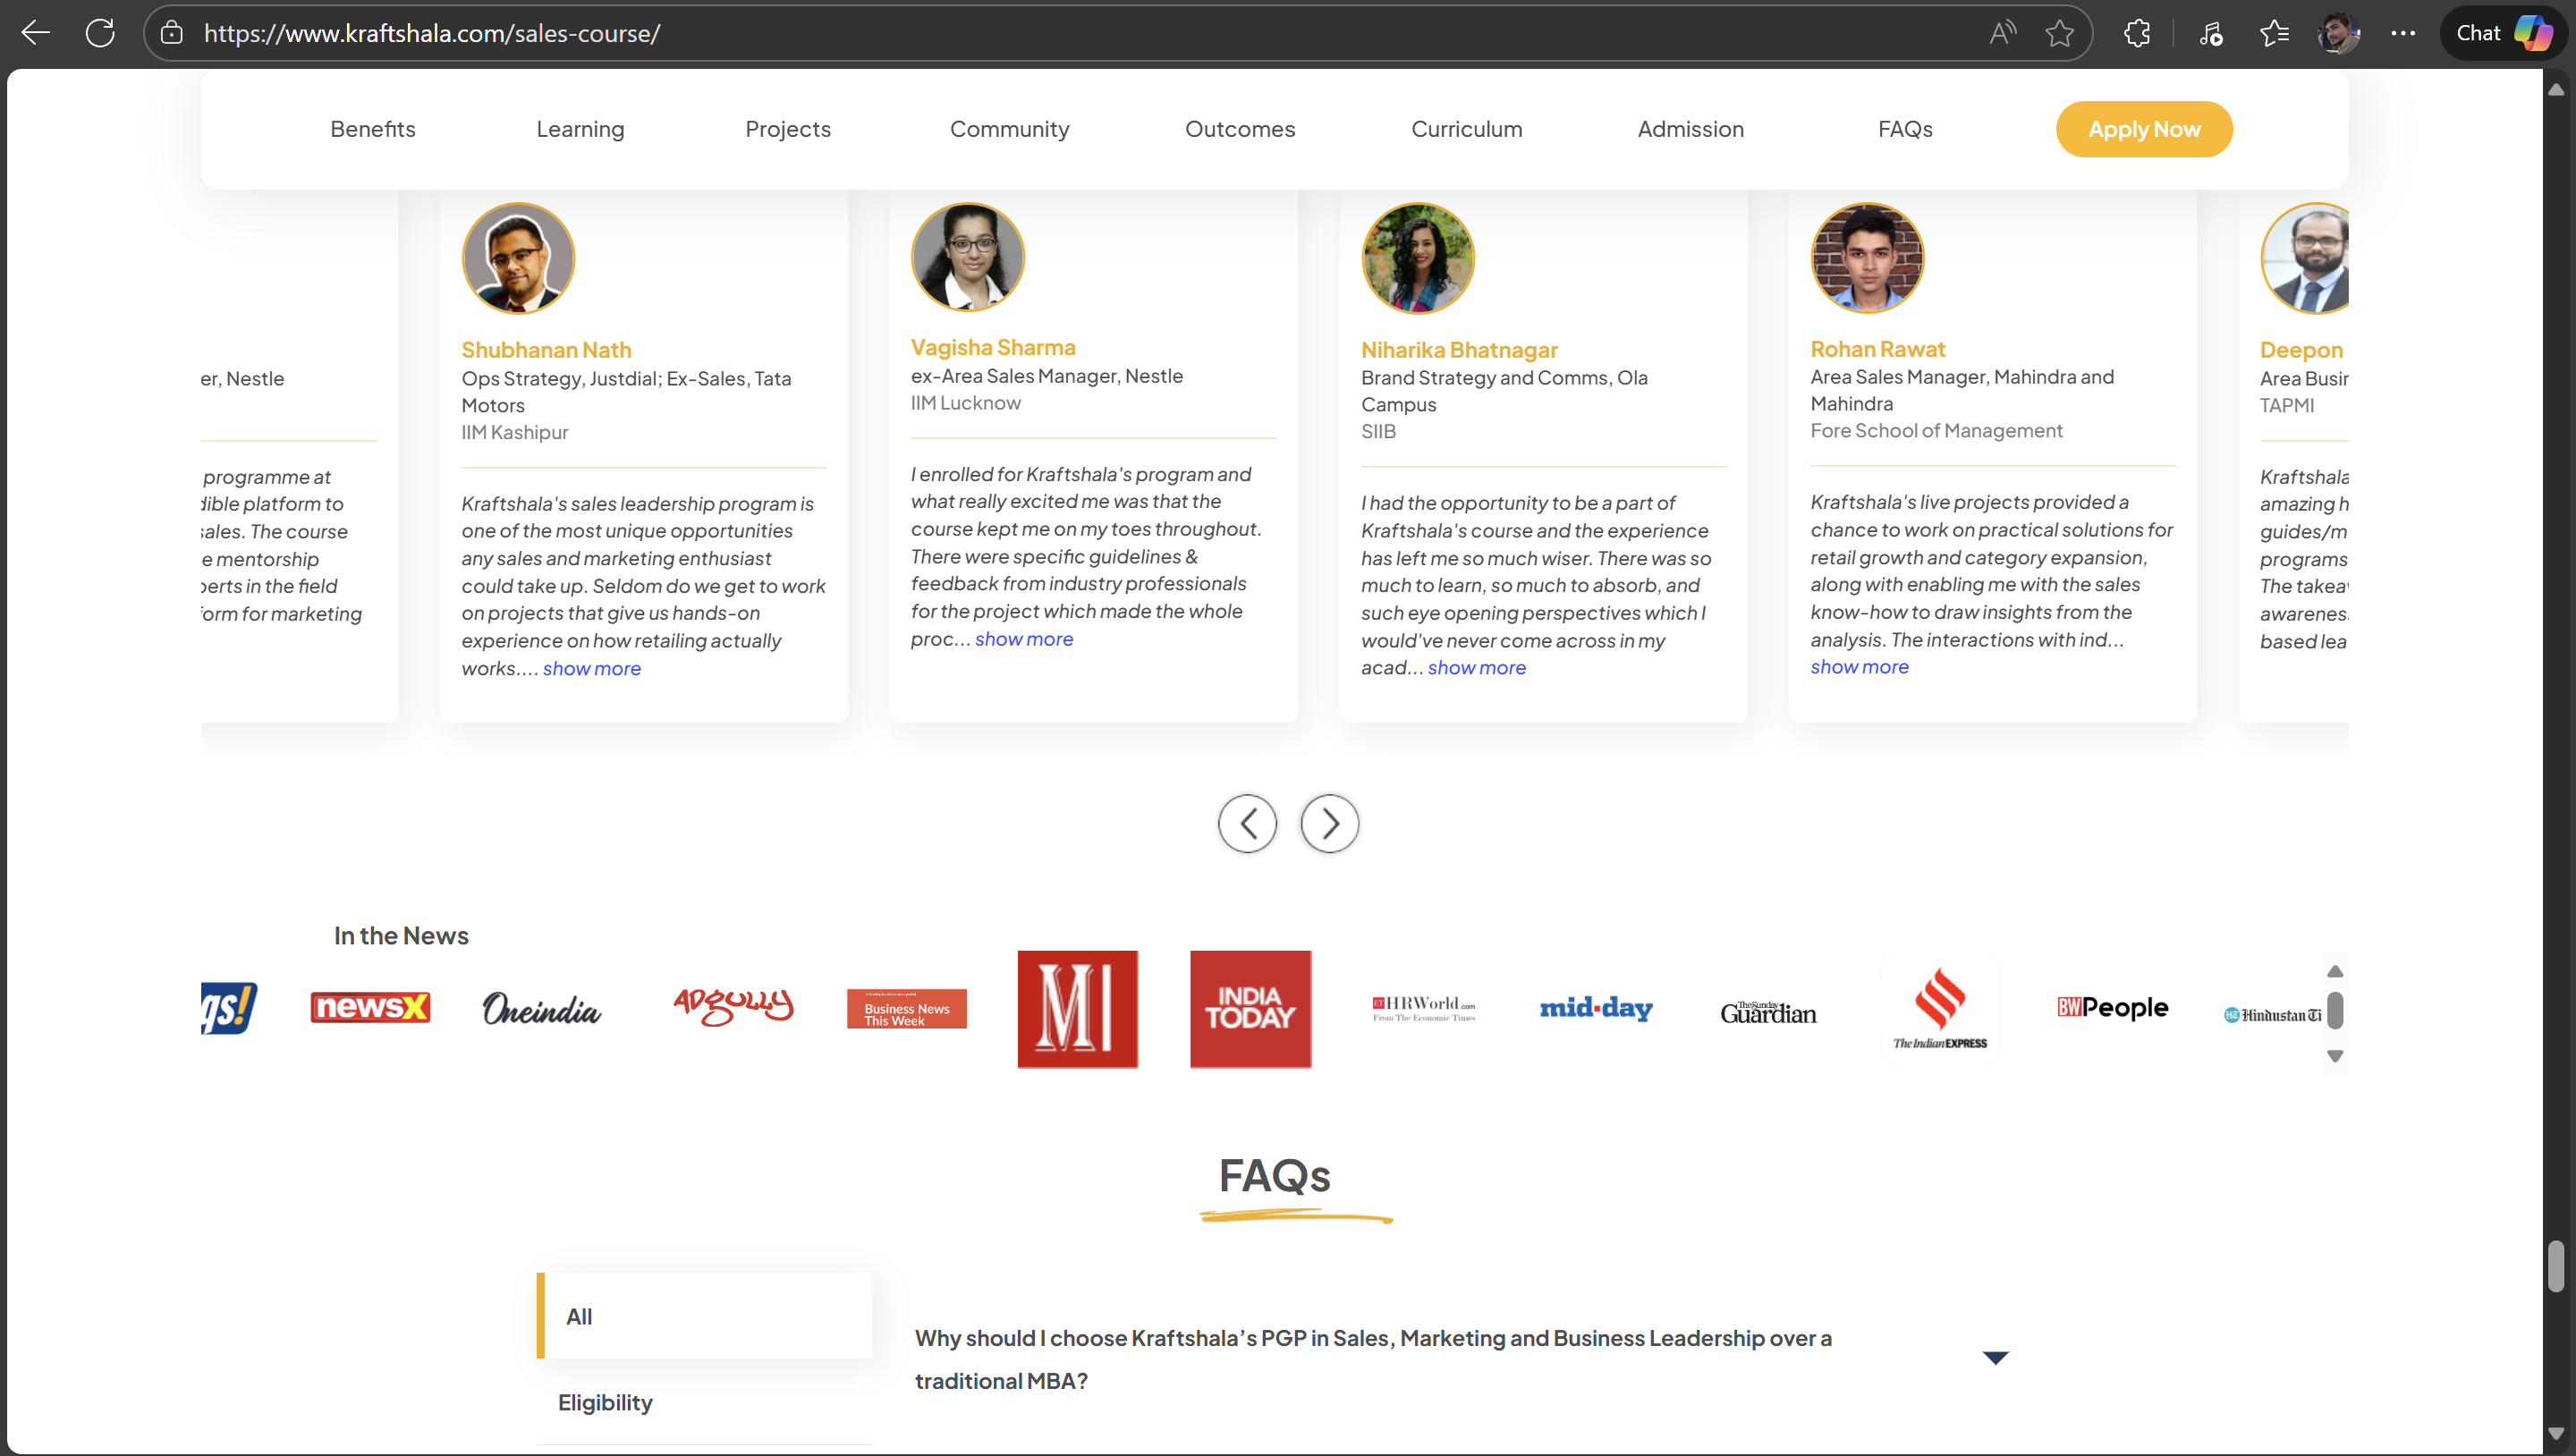 https://www.kraftshala.com/sales-course/
Chat
Benefits
Learning
Projects
Community
Outcomes
Curriculum
Admission
FAQs
Apply Now
er, Nestle
programme at
dible platform to
sales. The course
e mentorship
perts in the field
form for marketing
Shubhanan Nath
Ops Strategy, Justdial; Ex-Sales, Tata
Motors
IIM Kashipur
Kraftshala's sales leadership program is
one of the most unique opportunities
any sales and marketing enthusiast
could take up. Seldom do we get to work
on projects that give us hands-on
experience on how retailing actually
works.... show more
Vagisha Sharma
ex-Area Sales Manager, Nestle
IIM Lucknow
I enrolled for Kraftshala's program and
what really excited me was that the
course kept me on my toes throughout.
There were specific guidelines &
feedback from industry professionals
for the project which made the whole
proc... show more
Niharika Bhatnagar
Brand Strategy and Comms, Ola
Campus
SIIB
I had the opportunity to be a part of
Kraftshala's course and the experience
has left me so much wiser. There was so
much to learn, so much to absorb, and
such eye opening perspectives which I
would've never come across in my
acad... show more
Rohan Rawat
Area Sales Manager, Mahindra and
Mahindra
Fore School of Management
Kraftshala's live projects provided a
chance to work on practical solutions for
retail growth and category expansion,
along with enabling me with the sales
know-how to draw insights from the
analysis. The interactions with ind...
show more
Deepon
Area Busin
TAPMI
Kraftshala
amazing h
guides/m
programs
The takea
awareness
based lea
In the News
gs!
newsX
Oneindia
ADgully
Business News
This Week
M|
INDIA
TODAY
ET HRWorld.com
From The Economic Times
mid-day
The Sunday
Guardian
The Indian EXPRESS
BW People
HT Hindustan Ti
FAQs
All
Eligibility
Why should I choose Kraftshala’s PGP in Sales, Marketing and Business Leadership over a
traditional MBA?